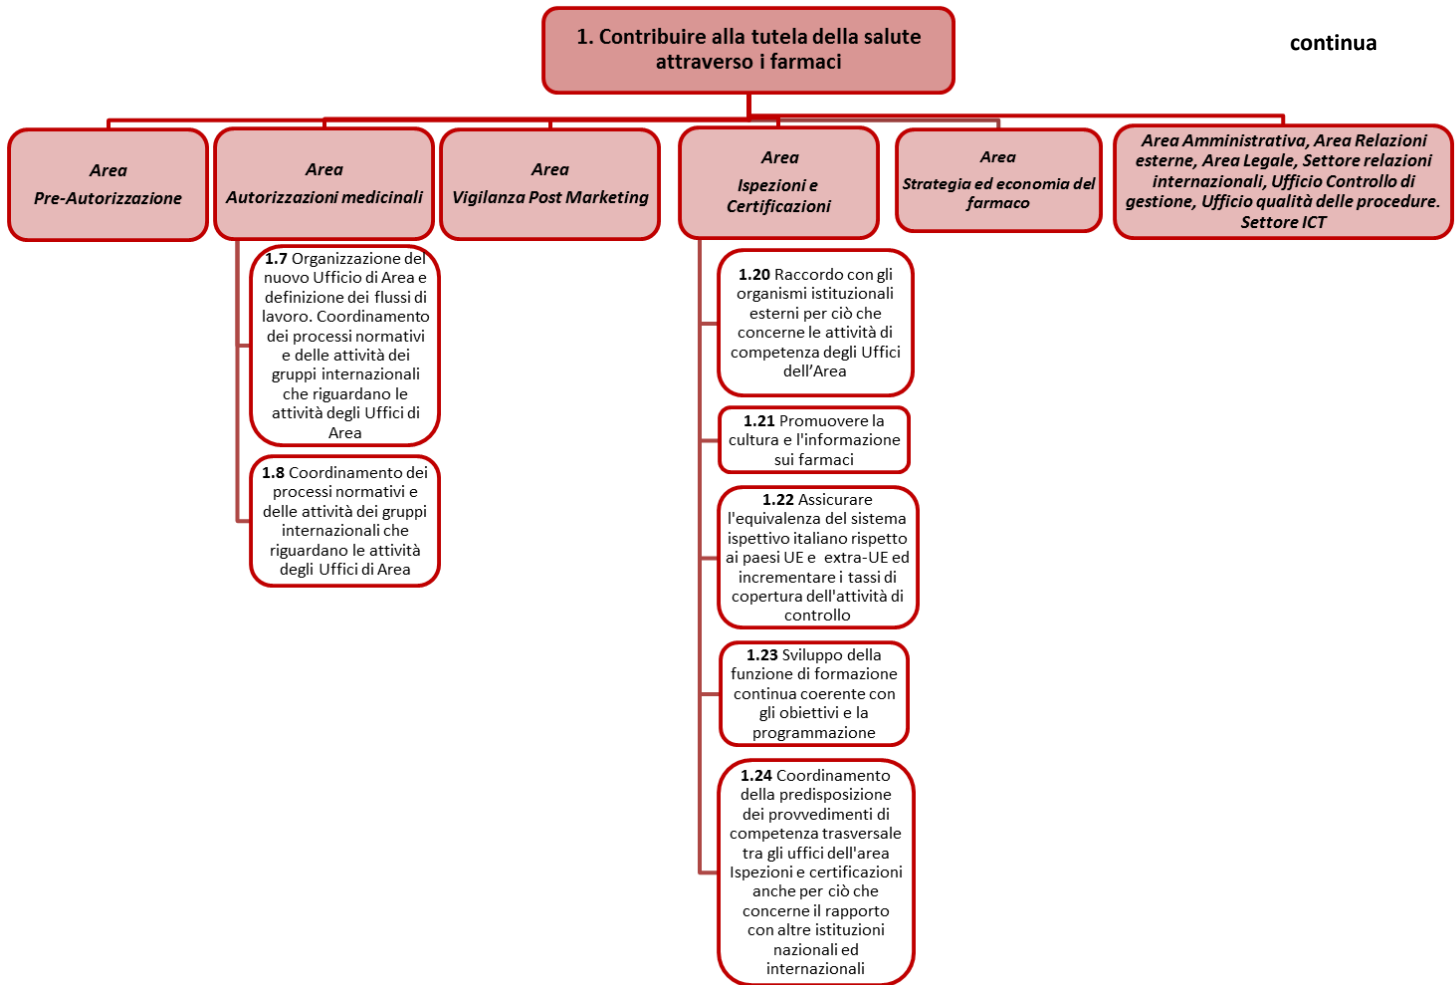 1. Contribuire alla tutela della salute
attraverso i farmaci
continua
Area
Pre-Autorizzazione
Area
Autorizzazioni medicinali
Area
Vigilanza Post Marketing
Area
Ispezioni e
Certificazioni
Area
Strategia ed economia del
farmaco
Area Amministrativa, Area Relazioni
esterne, Area Legale, Settore relazioni
internazionali, Ufficio Controllo di
gestione, Ufficio qualità delle procedure.
Settore ICT
1.7 Organizzazione del
nuovo Ufficio di Area e
definizione dei flussi di
lavoro. Coordinamento
dei processi normativi
e delle attività dei
gruppi internazionali
che riguardano le
attività degli Uffici di
Area
1.8 Coordinamento dei
processi normativi e
delle attività dei gruppi
internazionali che
riguardano le attività
degli Uffici di Area
1.20 Raccordo con gli
organismi istituzionali
esterni per ciò che
concerne le attività di
competenza degli Uffici
dell’Area
1.21 Promuovere la
cultura e l'informazione
sui farmaci
1.22 Assicurare
l'equivalenza del sistema
ispettivo italiano rispetto
ai paesi UE e extra-UE ed
incrementare i tassi di
copertura dell'attività di
controllo
1.23 Sviluppo della
funzione di formazione
continua coerente con
gli obiettivi e la
programmazione
1.24 Coordinamento
della predisposizione
dei provvedimenti di
competenza trasversale
tra gli uffici dell'area
Ispezioni e certificazioni
anche per ciò che
concerne il rapporto
con altre istituzioni
nazionali ed
internazionali